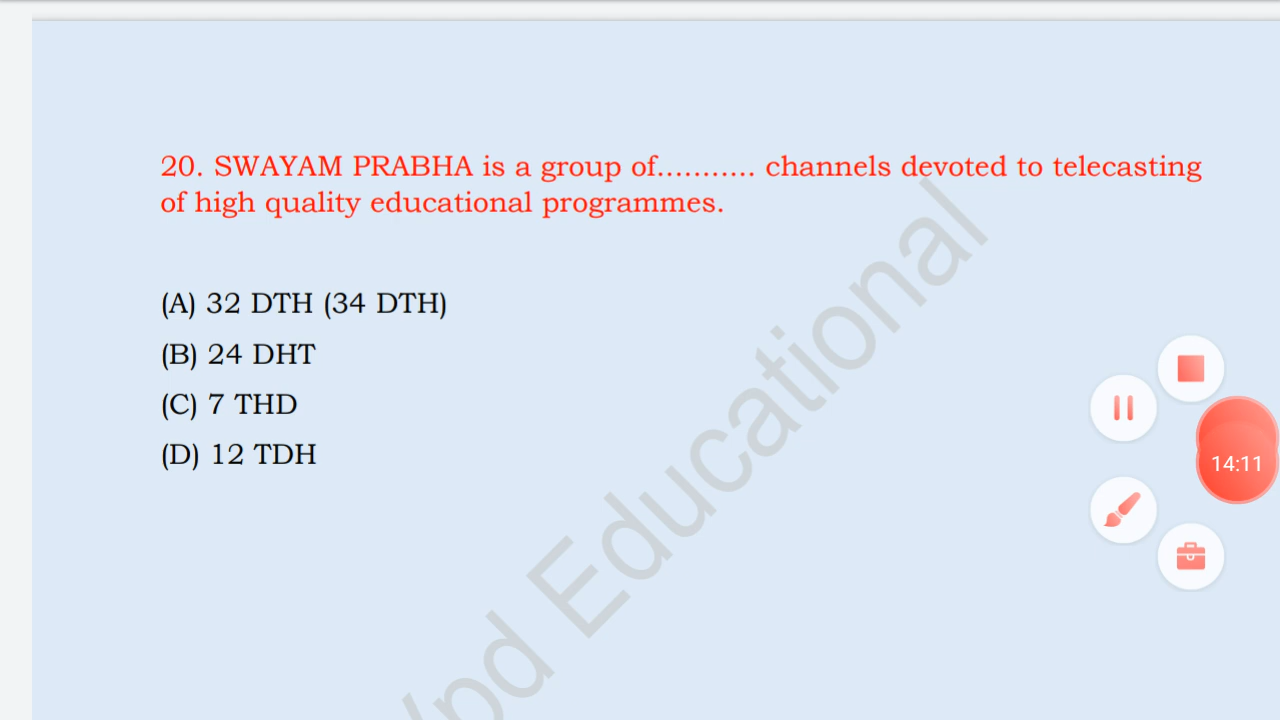 20. SWAYAM PRABHA is a group of........... channels devoted to telecasting
of high quality educational programmes.
(A) 32 DTH (34 DTH)
(B) 24 DHT
(C) 7 THD
(D) 12 TDH
14:11
Educational